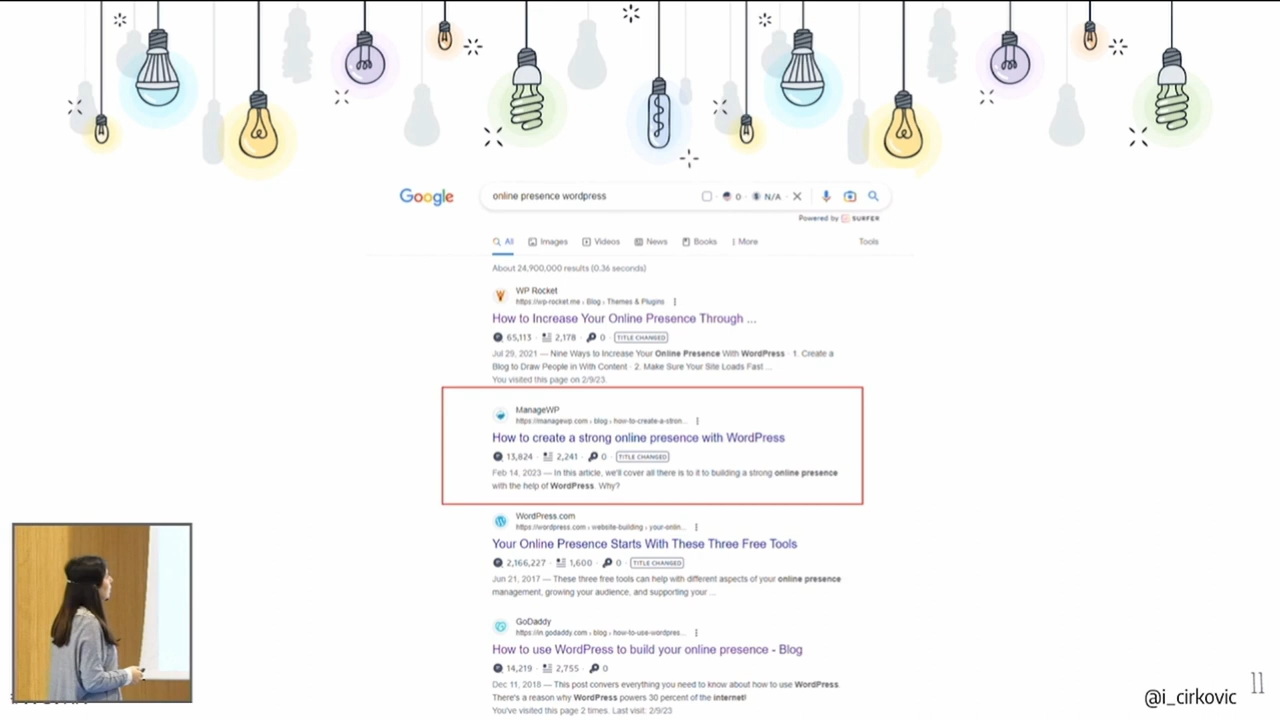 Google
online presence wordpress
0 · N/A
Powered by SURFER
All Images Videos News Books More Tools
About 24,900,000 results (0.36 seconds)
WP Rocket
https://wp-rocket.me › Blog › Themes & Plugins
How to Increase Your Online Presence Through ...
65,113 · 2,178 · 0 TITLE CHANGED
Jul 29, 2021 — Nine Ways to Increase Your Online Presence With WordPress · 1. Create a
Blog to Draw People in With Content · 2. Make Sure Your Site Loads Fast ...
You visited this page on 2/9/23.
ManageWP
https://managewp.com › blog › how-to-create-a-stron...
How to create a strong online presence with WordPress
13,824 · 2,241 · 0 TITLE CHANGED
Feb 14, 2023 — In this article, we'll cover all there is to it to building a strong online presence
with the help of WordPress. Why?
WordPress.com
https://wordpress.com › website-building › your-onlin...
Your Online Presence Starts With These Three Free Tools
2,166,227 · 1,600 · 0 TITLE CHANGED
Jun 21, 2017 — These three free tools can help with different aspects of your online presence
management, growing your audience, and supporting your ...
GoDaddy
https://in.godaddy.com › blog › how-to-use-wordpres...
How to use WordPress to build your online presence - Blog
14,219 · 2,755 · 0
Dec 11, 2018 — This post converes everything you need to know about how to use WordPress.
There's a reason why WordPress powers 30 percent of the internet!
You've visited this page 2 times. Last visit: 2/9/23
@i_cirkovic
11